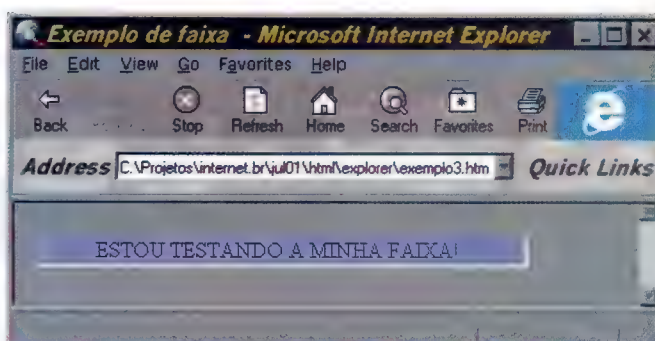 Exemplo de faixa - Microsoft Internet Explorer
File Edit View Go Favorites Help
Back Stop Refresh Home Search Favorites Print
Address C:\Projetos\internet.br\jul01\html\explorer\exemplo3.htm Quick Links
ESTOU TESTANDO A MINHA FAIXA!